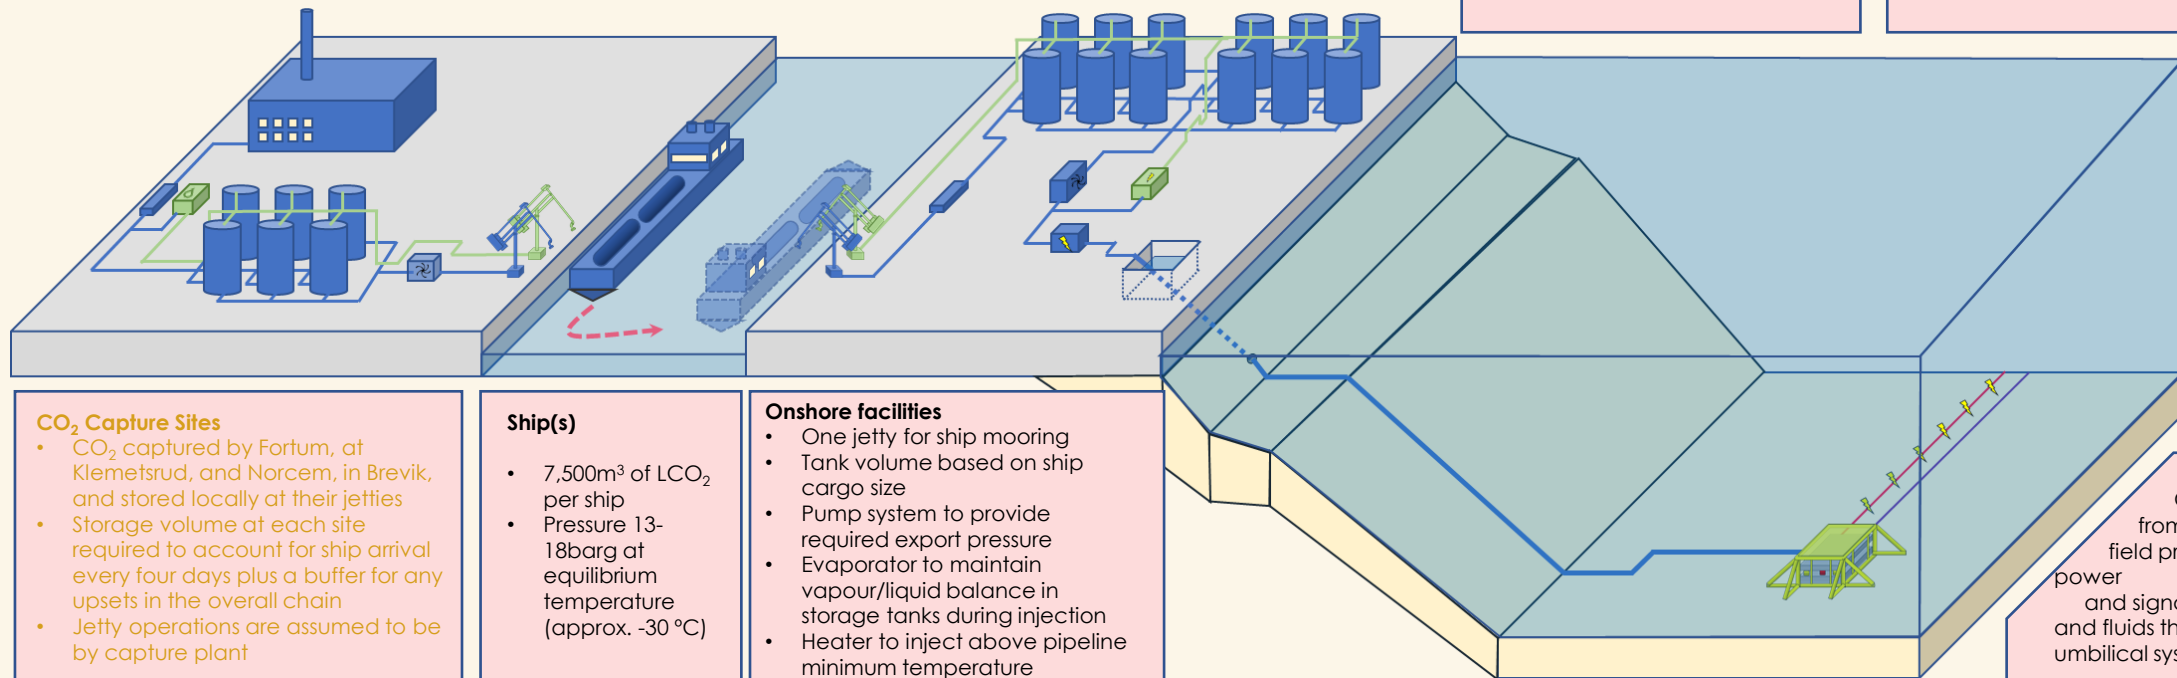 CO₂ Capture Sites
• CO₂ captured by Fortum, at
Klemetsrud, and Norcem, in Brevik,
and stored locally at their jetties
• Storage volume at each site
required to account for ship arrival
every four days plus a buffer for any
upsets in the overall chain
• Jetty operations are assumed to be
by capture plant
Ship(s)
• 7,500m³ of LCO₂
per ship
• Pressure 13-
18barg at
equilibrium
temperature
(approx. -30 ºC)
Onshore facilities
• One jetty for ship mooring
• Tank volume based on ship
cargo size
• Pump system to provide
required export pressure
• Evaporator to maintain
vapour/liquid balance in
storage tanks during injection
• Heater to inject above pipeline
minimum temperature
from
field pr
power
and signa
and fluids th
umbilical sys